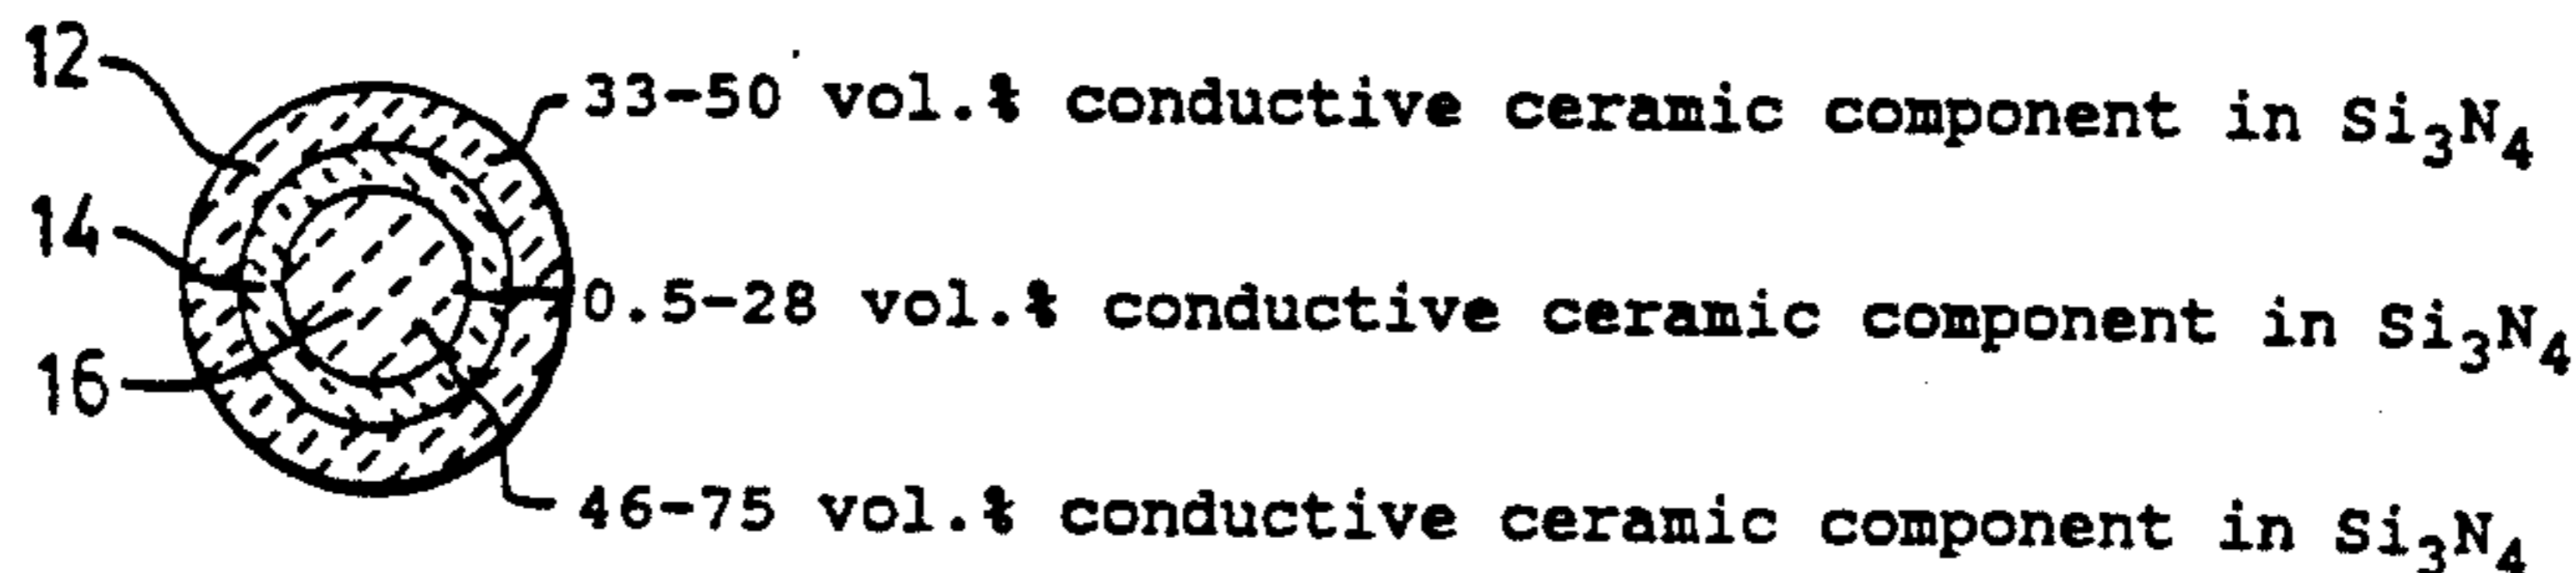 12
33-50 vol.% conductive ceramic component in Si₃N₄
14
0.5-28 vol.% conductive ceramic component in Si₃N₄
16
46-75 vol.% conductive ceramic component in Si₃N₄